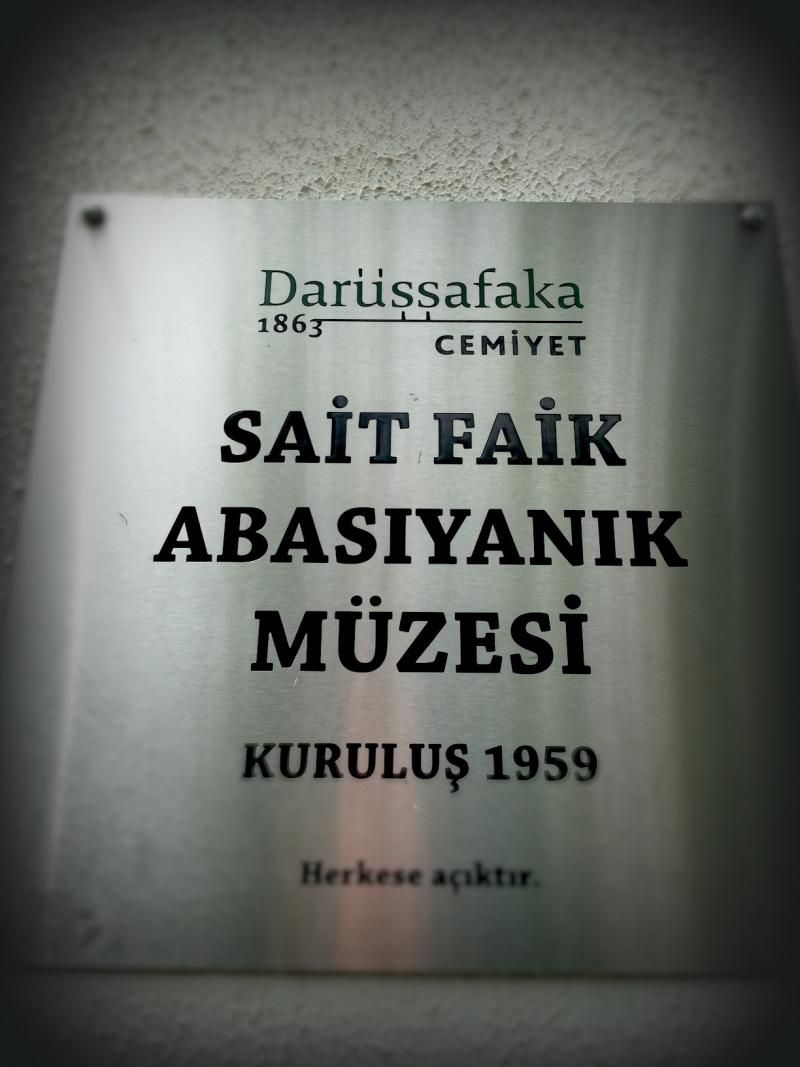 Darüşşafaka
1863
CEMİYET
SAİT FAİK
ABASIYANIK
MÜZESİ
KURULUŞ 1959
Herkese açıktır.